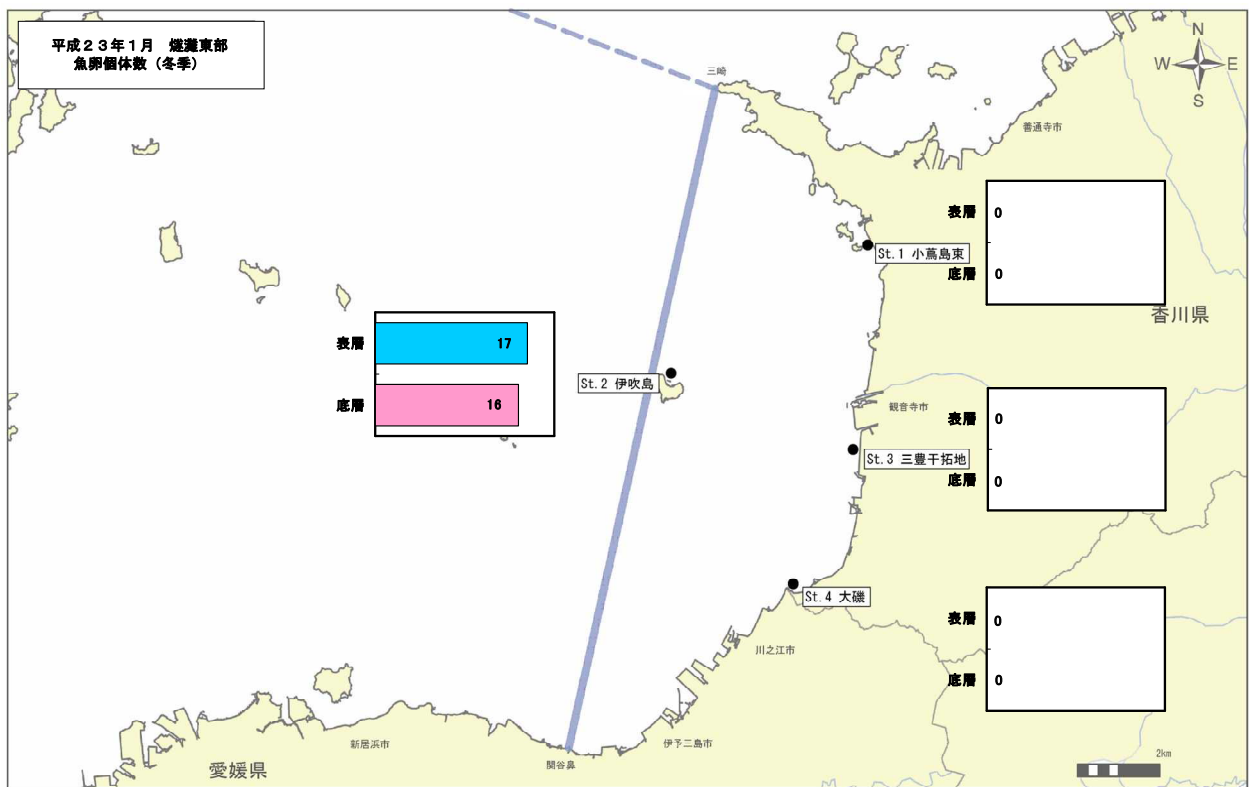 平成２３年１月　燧灘東部
魚卵個体数（冬季）
N
W
E
S
三崎
善通寺市
表層
0
底層
0
St.1 小蔦島東
香川県
表層
17
底層
16
St.2 伊吹島
観音寺市
表層
0
底層
0
St.3 三豊干拓地
St.4 大磯
表層
0
底層
0
川之江市
新居浜市
伊予三島市
関谷鼻
愛媛県
2km